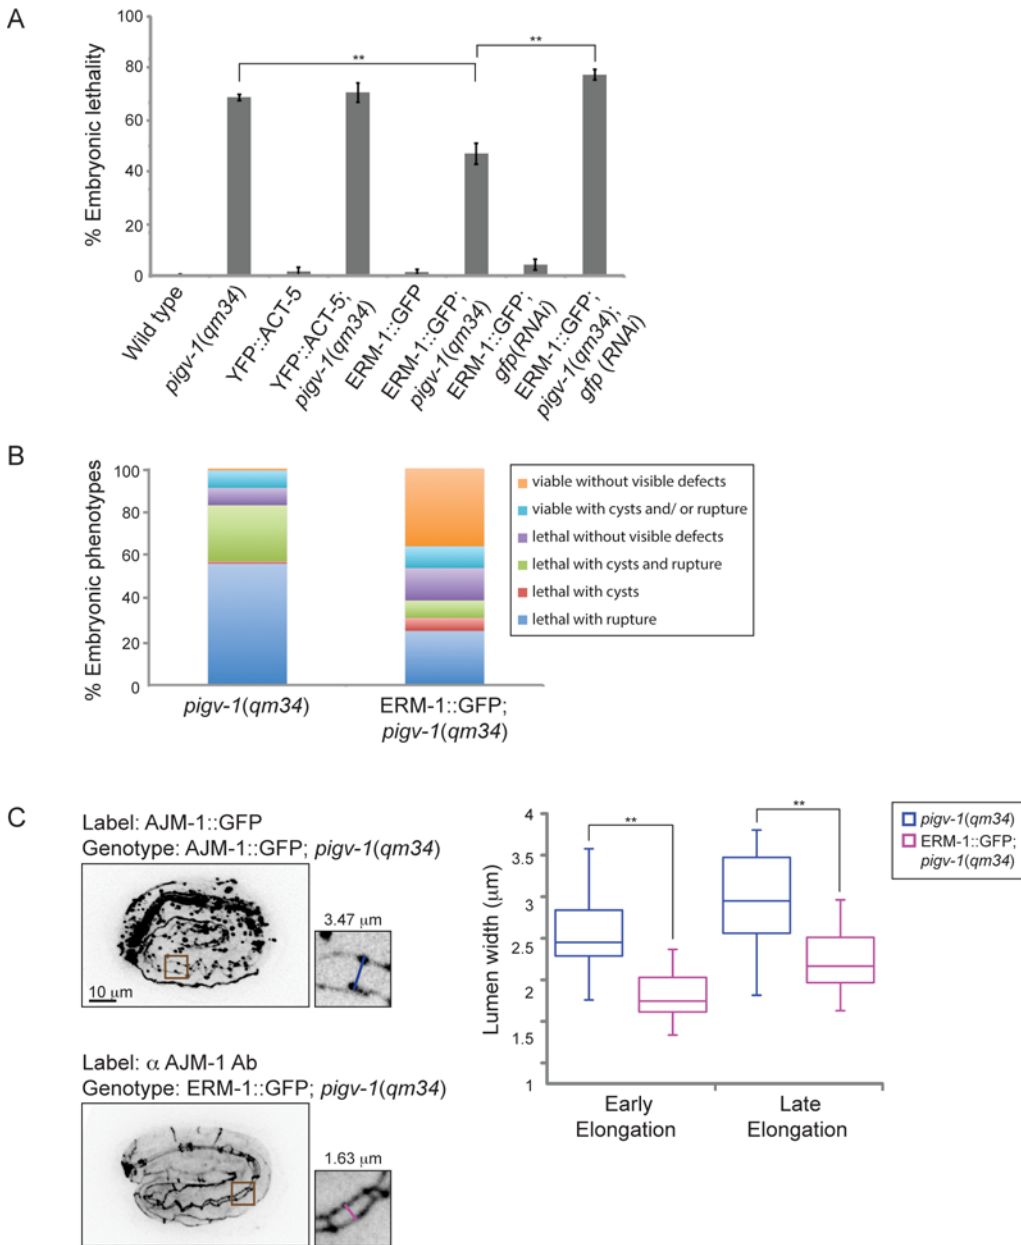 A
100
80
60
40
20
0
% Embryonic lethality
**
**
Wild type
pigv-1(qm34)
YFP::ACT-5
YFP::ACT-5;
pigv-1(qm34)
ERM-1::GFP
ERM-1::GFP;
pigv-1(qm34)
ERM-1::GFP;
gfp(RNAi)
ERM-1::GFP;
pigv-1(qm34);
gfp (RNAi)
B
100
80
60
40
20
0
% Embryonic phenotypes
pigv-1(qm34)
ERM-1::GFP;
pigv-1(qm34)
viable without visible defects
viable with cysts and/ or rupture
lethal without visible defects
lethal with cysts and rupture
lethal with cysts
lethal with rupture
C
Label: AJM-1::GFP
Genotype: AJM-1::GFP; pigv-1(qm34)
10 μm
3.47 μm
Label: α AJM-1 Ab
Genotype: ERM-1::GFP; pigv-1(qm34)
1.63 μm
4
3.5
3
2.5
2
1.5
1
Lumen width (μm)
**
**
Early
Elongation
Late
Elongation
pigv-1(qm34)
ERM-1::GFP;
pigv-1(qm34)